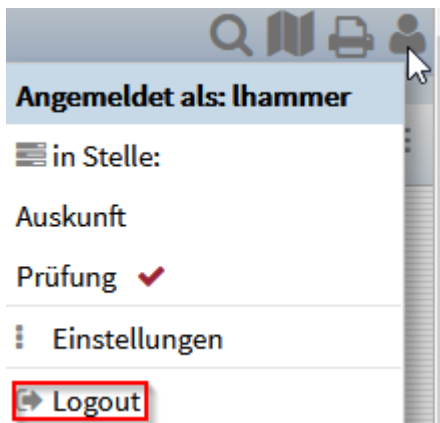 Angemeldet als: lhammer
in Stelle:
Auskunft
Prüfung
Einstellungen
Logout